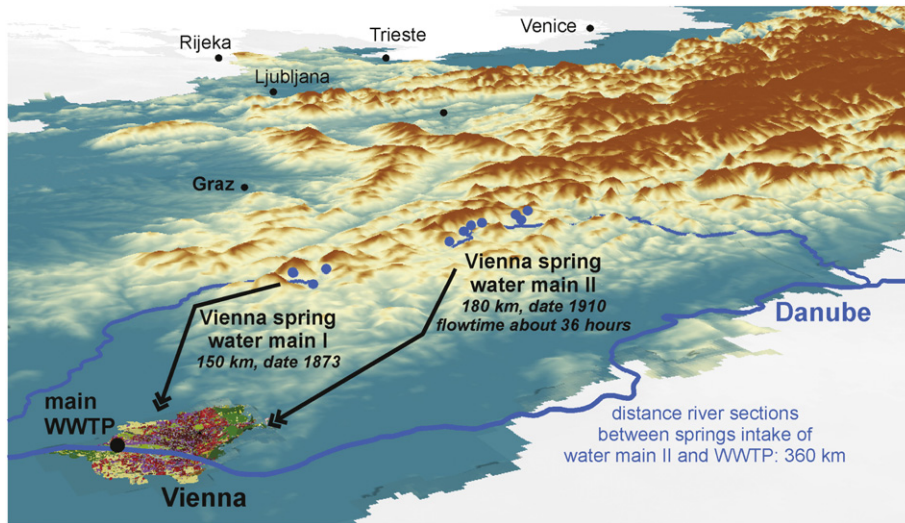 Venice
Trieste
Rijeka
Ljubljana
Graz
Vienna spring
water main II
180 km, date 1910
flowtime about 36 hours
Vienna spring
water main I
150 km, date 1873
Danube
main
WWTP
distance river sections
between springs intake of
water main II and WWTP: 360 km
Vienna